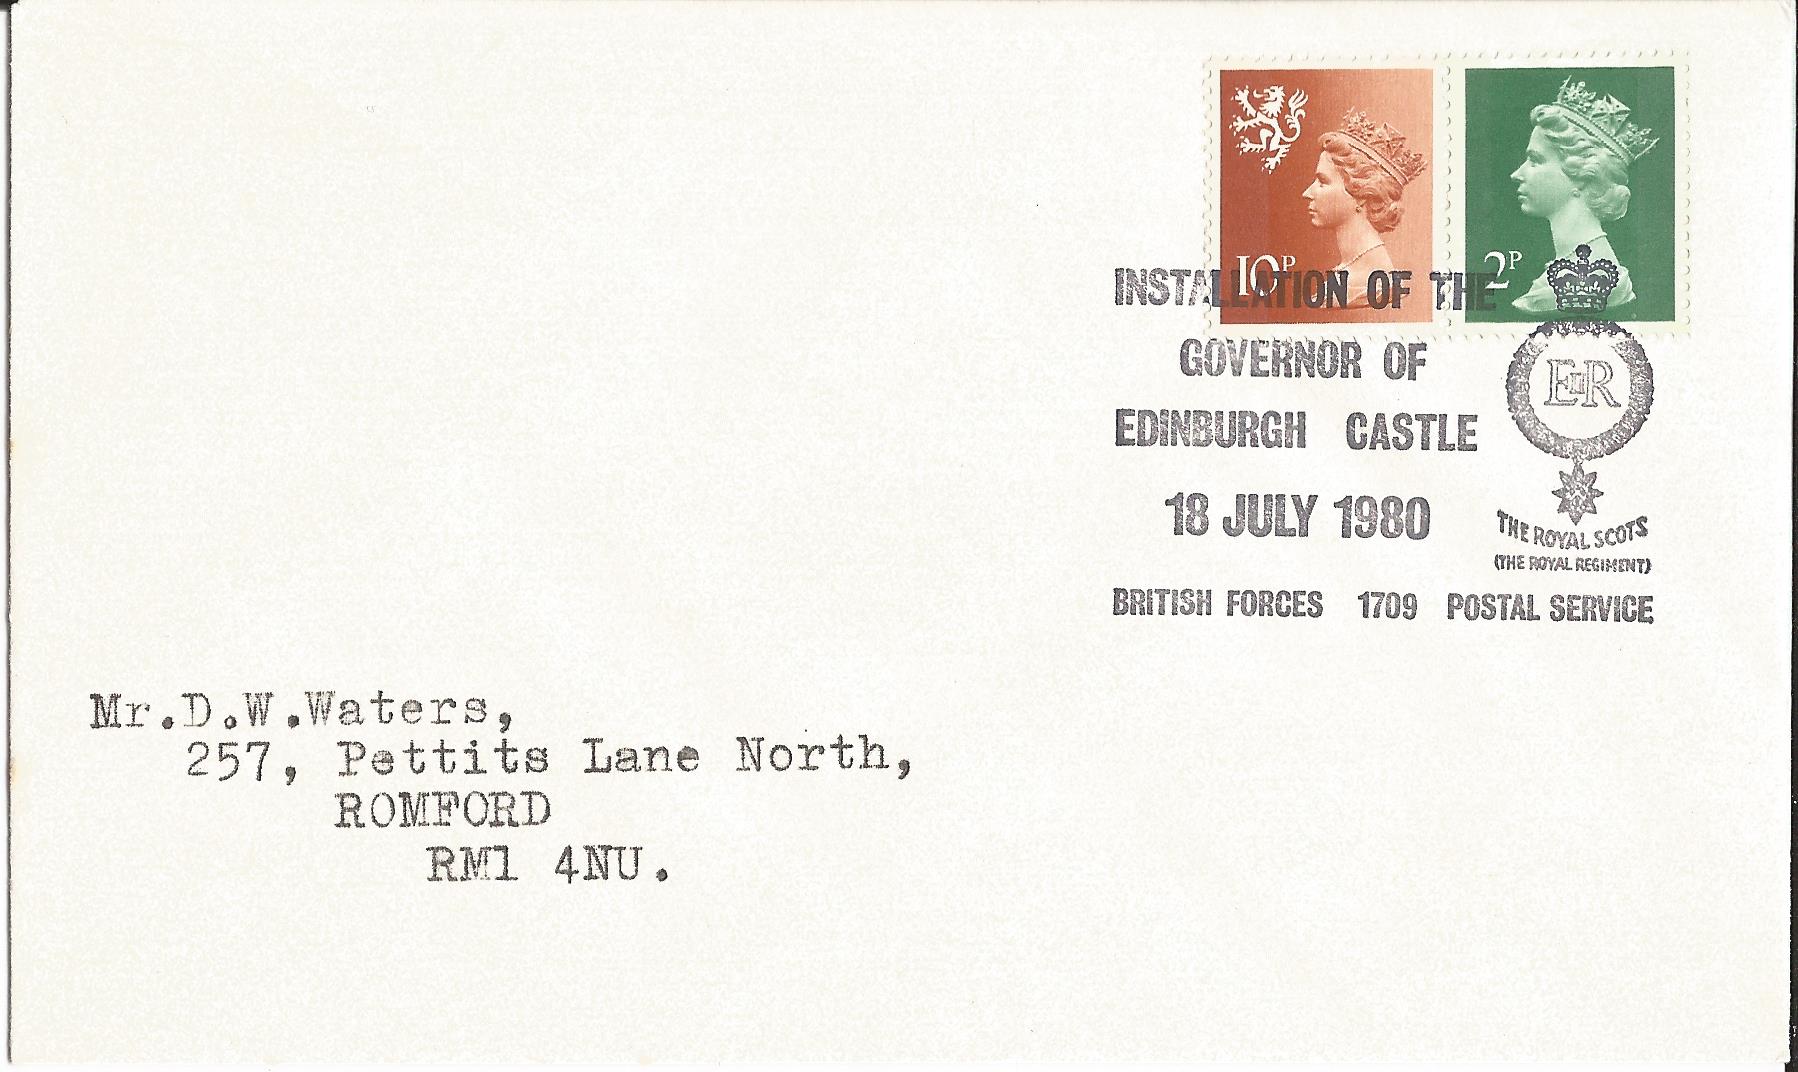 10P
2P
INSTALLATION OF THE
GOVERNOR OF
EDINBURGH CASTLE
18 JULY 1980
EIIR
THE ROYAL SCOTS
(THE ROYAL REGIMENT)
BRITISH FORCES 1709 POSTAL SERVICE
Mr.D.W.Waters,
257, Pettits Lane North,
ROMFORD
RM1 4NU.